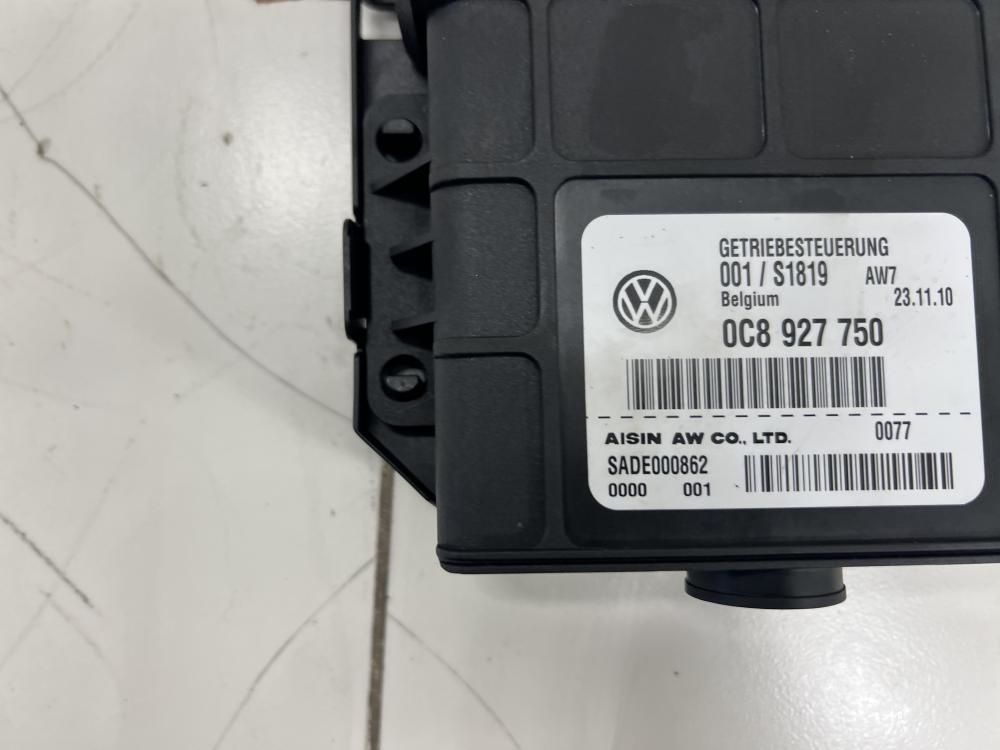 GETRIEBESTEUERUNG
001 / S1819 AW7
Belgium 23.11.10
0C8 927 750
AISIN AW CO., LTD. 0077
SADE000862
0000 001